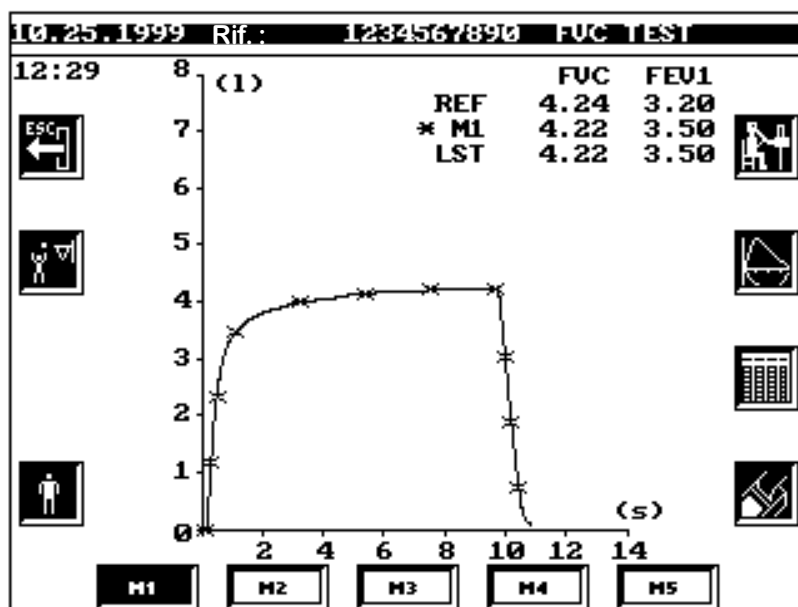 10.25.1999 Rif.: 1234567890 FVC TEST
12:29
8 (l) FVC FEV1
REF 4.24 3.20
ESC 7 * M1 4.22 3.50
LST 4.22 3.50
6
5
4
3
2
1
(s)
0
2 4 6 8 10 12 14
M1 M2 M3 M4 M5